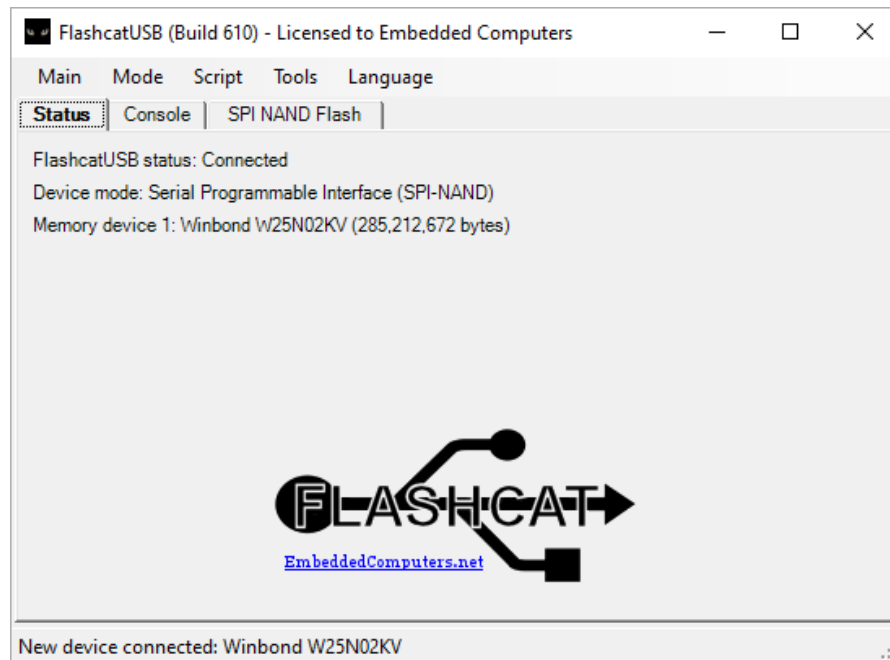 FlashcatUSB (Build 610) - Licensed to Embedded Computers
Main Mode Script Tools Language
Status Console SPI NAND Flash
FlashcatUSB status: Connected
Device mode: Serial Programmable Interface (SPI-NAND)
Memory device 1: Winbond W25N02KV (285,212,672 bytes)
FLASHCAT
EmbeddedComputers.net
New device connected: Winbond W25N02KV